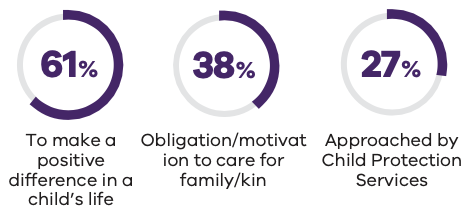 61%
38%
27%
To make a
positive
difference in a
child's life
Obligation/motivat
ion to care for
family/kin
Approached by
Child Protection
Services